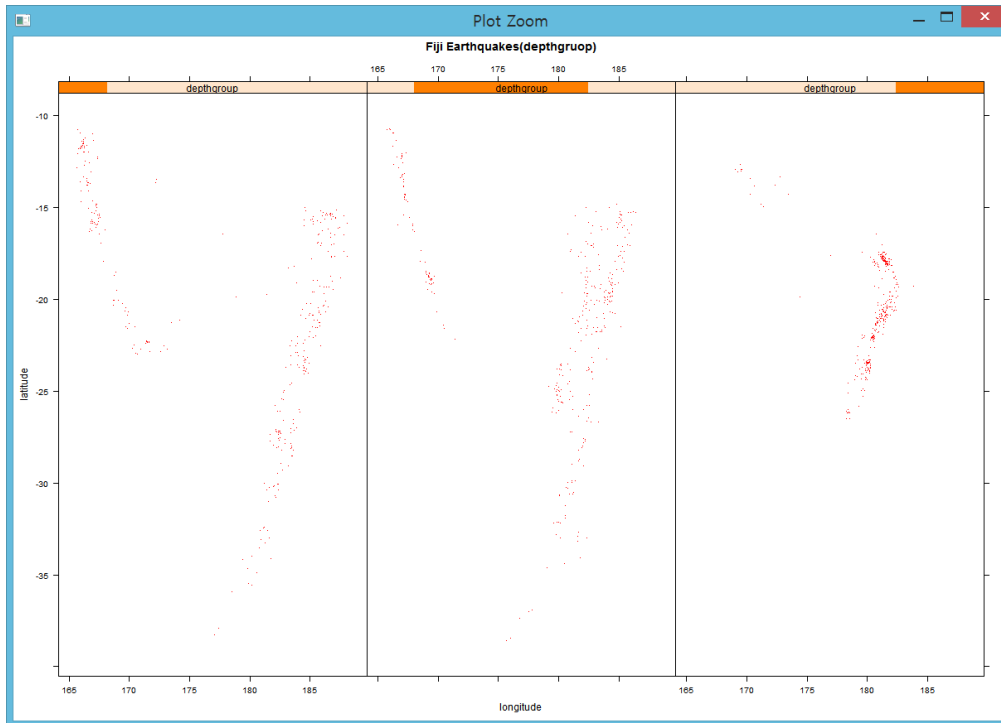 Plot Zoom
Fiji Earthquakes(depthgruop)
165 170 175 180 185
depthgroup depthgroup depthgroup
-10
-15
-20
-25
-30
-35
latitude
165 170 175 180 185 165 170 175 180 185
longitude